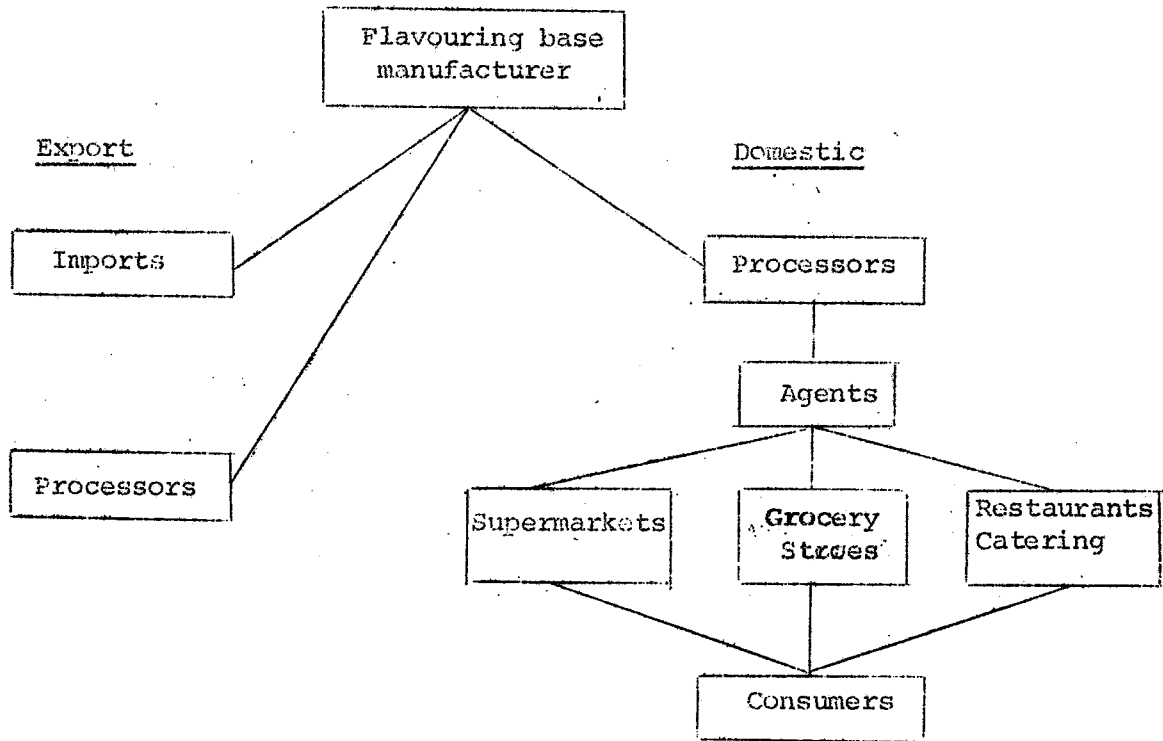 Flavouring base
manufacturer
Export
Domestic
Imports
Processors
Agents
Processors
Supermarkets
Grocery
Stroes
Restaurants
Catering
Consumers